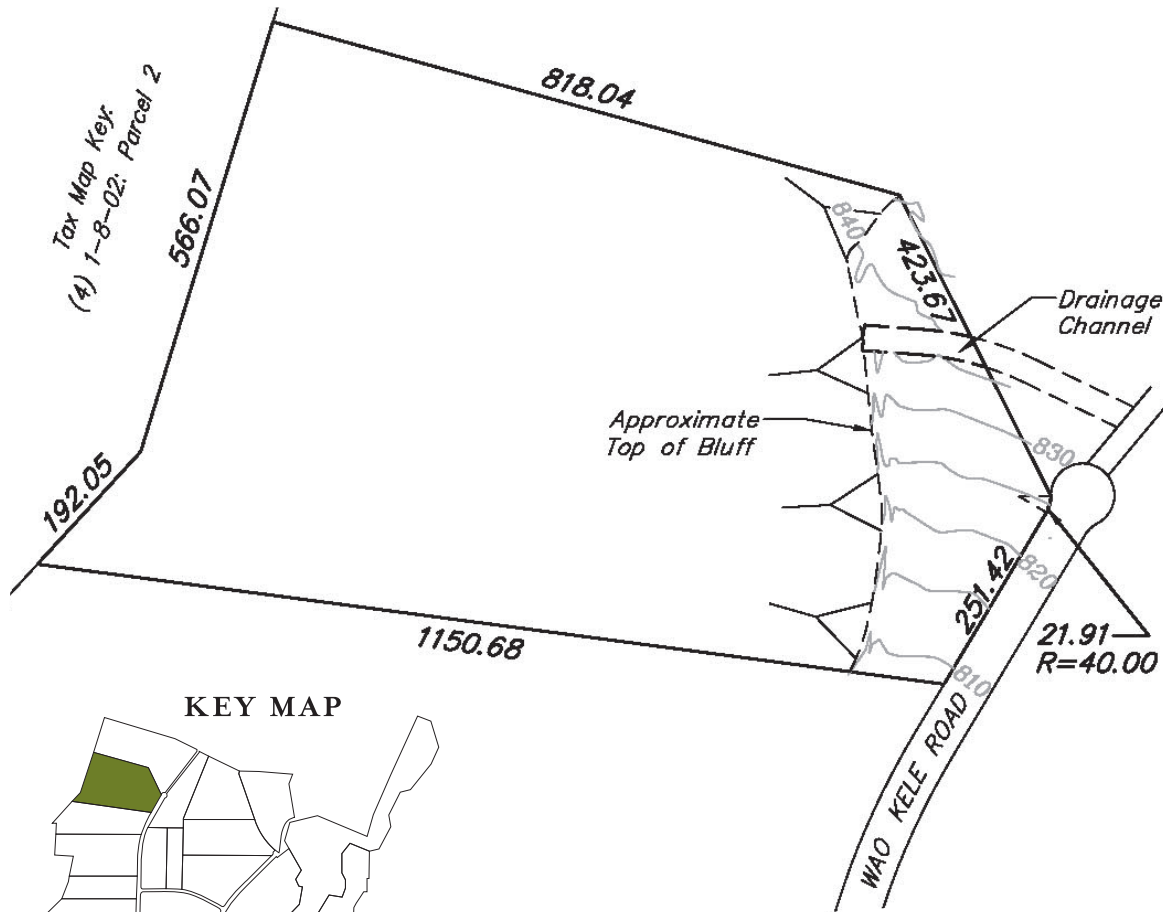 818.04
Tax Map Key:
(4) 1-8-02: Parcel 2
566.07
840
423.67
Drainage
Channel
Approximate
Top of Bluff
830
192.05
820
251.42
21.91
R=40.00
1150.68
810
KEY MAP
WAO KELE ROAD